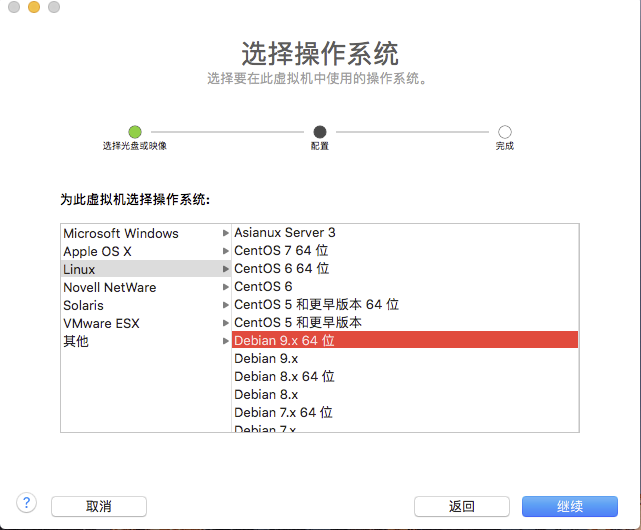 选择操作系统
选择要在此虚拟机中使用的操作系统。
选择光盘或映像
配置
完成
为此虚拟机选择操作系统:
Microsoft Windows
Apple OS X
Linux
Novell NetWare
Solaris
VMware ESX
其他
Asianux Server 3
CentOS 7 64 位
CentOS 6 64 位
CentOS 6
CentOS 5 和更早版本 64 位
CentOS 5 和更早版本
Debian 9.x 64 位
Debian 9.x
Debian 8.x 64 位
Debian 8.x
Debian 7.x 64 位
Debian 7.x
?
取消
返回
继续